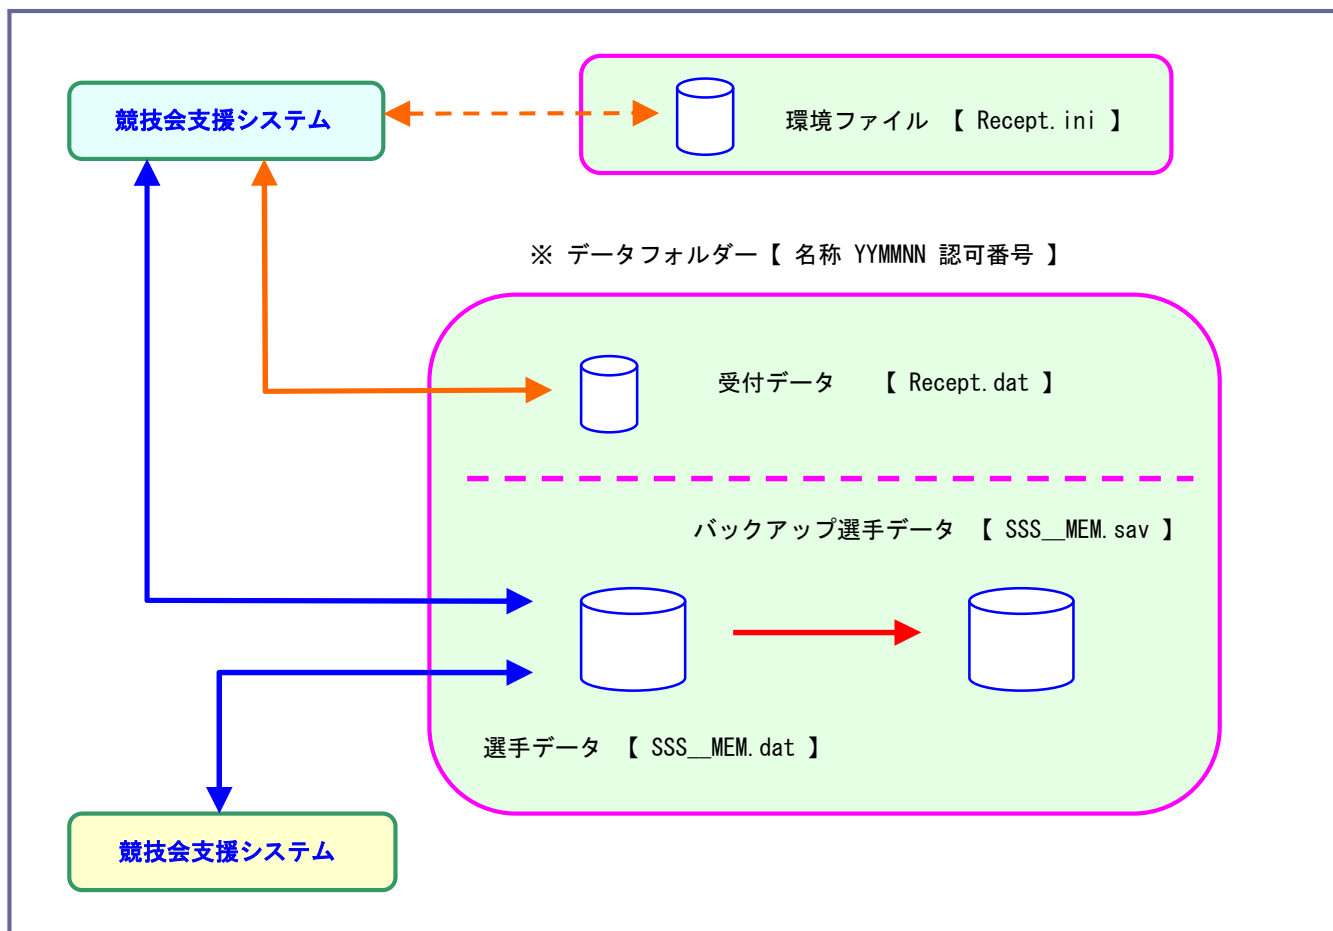 競技会支援システム
環境ファイル 【 Recept.ini 】
※ データフォルダー【 名称 YYMMNN 認可番号 】
受付データ 【 Recept.dat 】
バックアップ選手データ 【 SSS__MEM.sav 】
選手データ 【 SSS__MEM.dat 】
競技会支援システム